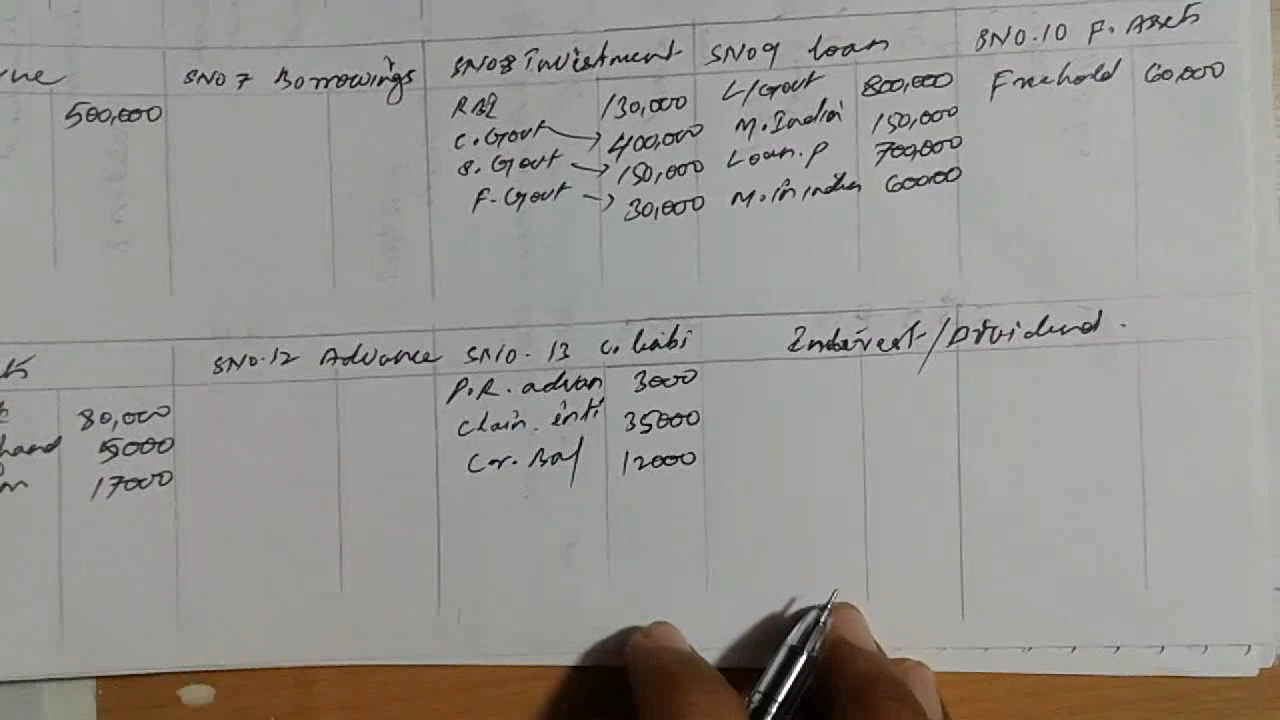 SNO 7 Borrowings
SNO 8 Investment
SNO 9 loan
SNO.10 F. Assets
500,000
RBI 130,000
C. Govt → 400,000
S. Govt → 150,000
F. Govt → 30,000
L/Govt 800,000
M. India 150,000
Loan. P 700,000
M. in india 60000
Freehold 60,000
SNO.12 Advance
SNO. 13 C. liabi
Interest/Dividend.
80,000
hand 5000
17000
P.R. advan 3000
Claim. inti 35000
Cr. Bal 12000